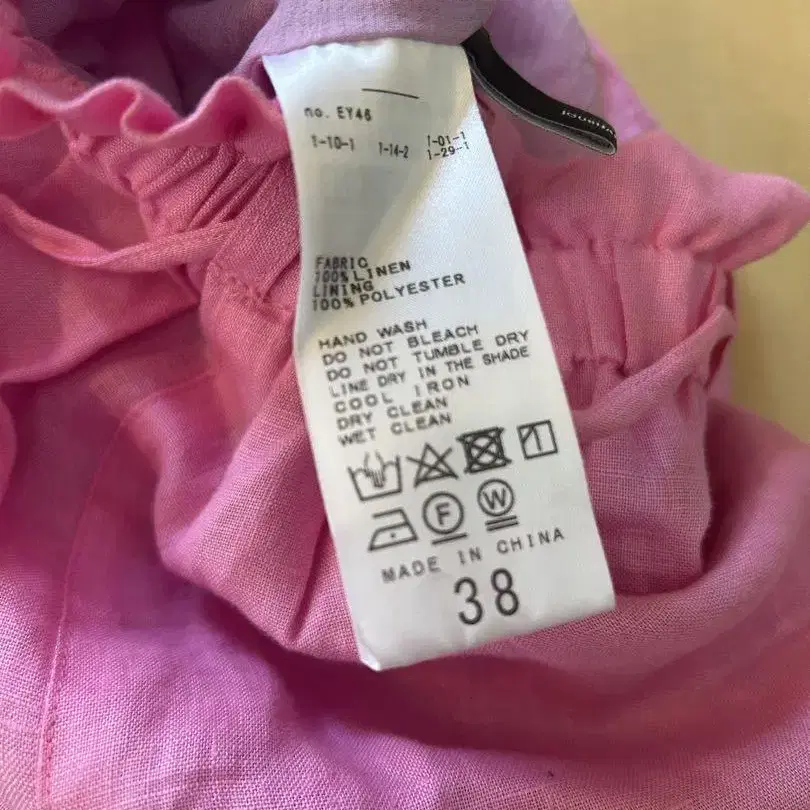 no. EY46
1-10-1 1-14-2 1-01-1
1-29-1
FABRIC
100% LINEN
LINING
100% POLYESTER
HAND WASH
DO NOT BLEACH
DO NOT TUMBLE DRY
LINE DRY IN THE SHADE
COOL IRON
DRY CLEAN
WET CLEAN
F W
MADE IN CHINA
38